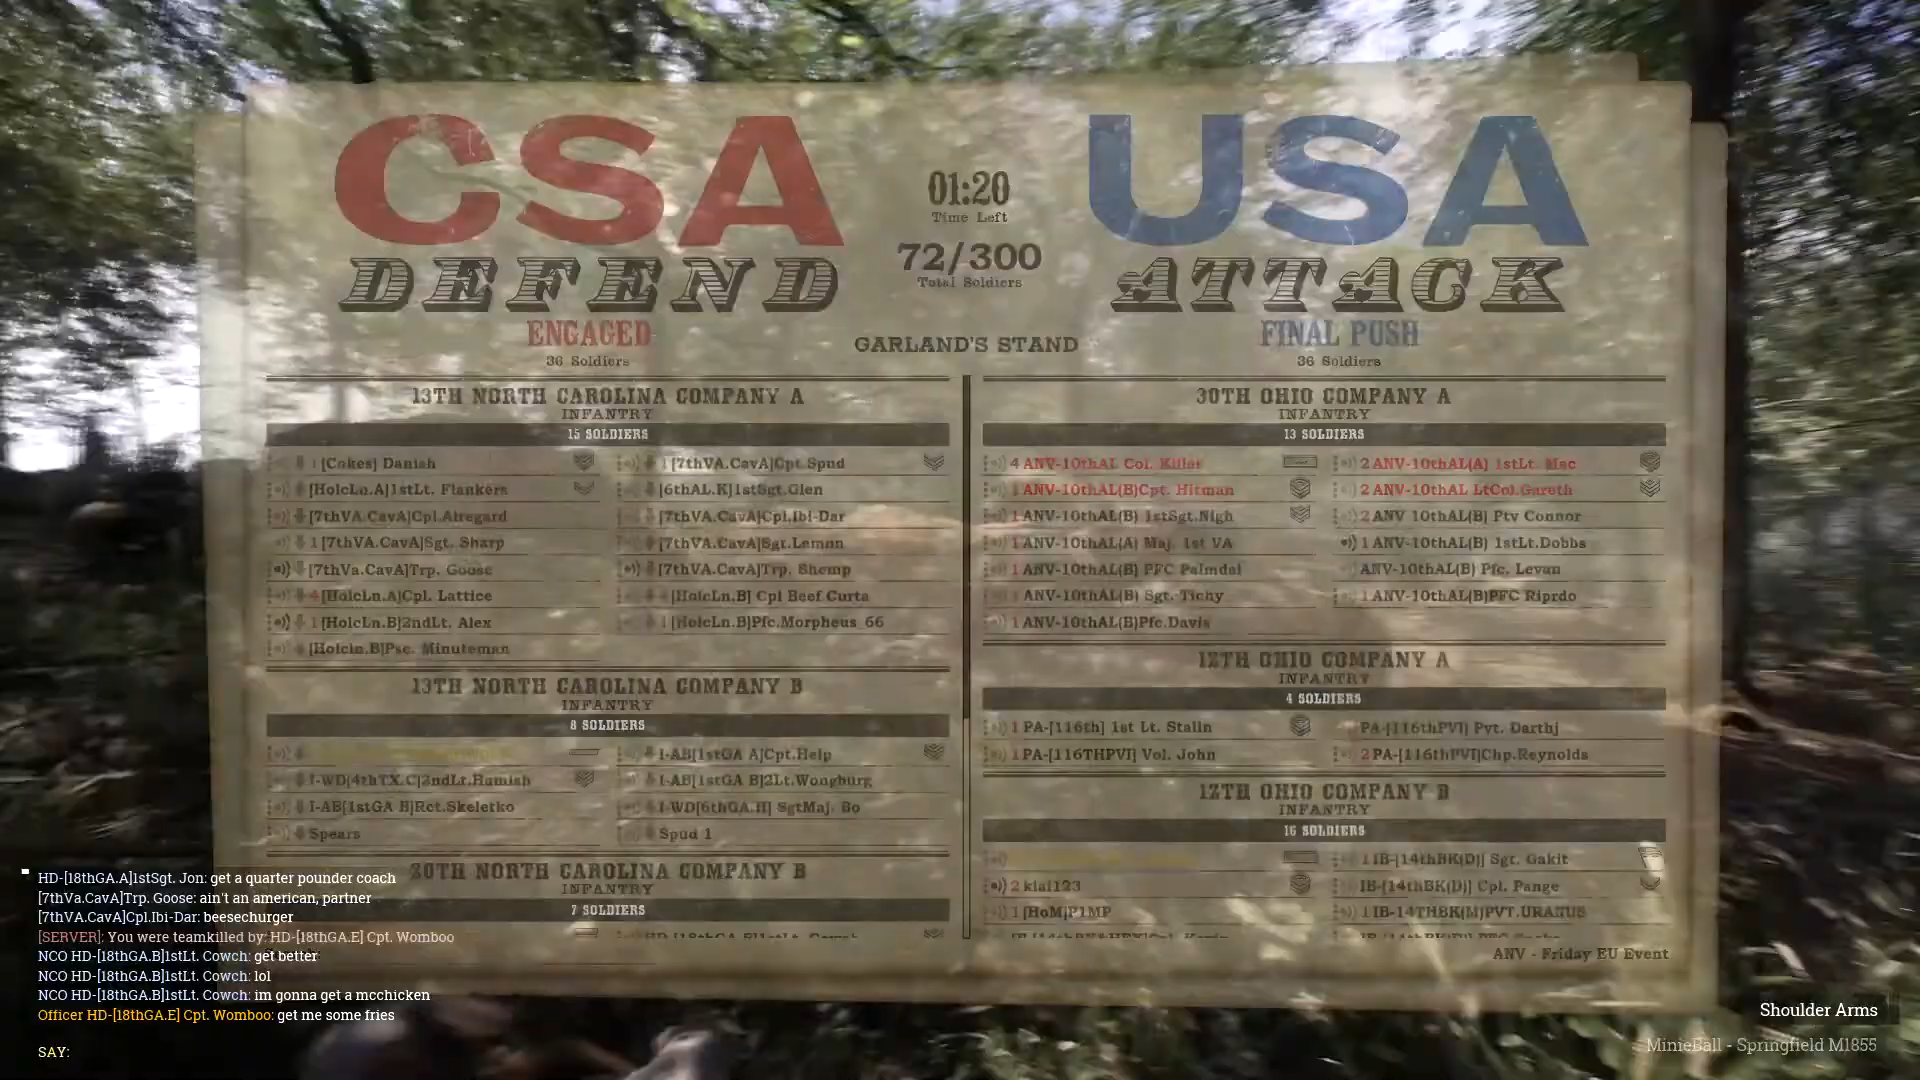 CSA
DEFEND
ENGAGED
36 Soldiers
01:20
Time Left
72/300
Total Soldiers
GARLAND'S STAND
USA
ATTACK
FINAL PUSH
36 Soldiers
13TH NORTH CAROLINA COMPANY A
INFANTRY
15 SOLDIERS
1 [Cokes] Danish
1 [7thVA.CavA]Cpt.Spud
[HolcLn.A]1stLt. Flankers
[6thAL.K]1stSgt.Glen
[7thVA.CavA]Cpl.Atregard
[7thVA.CavA]Cpl.Ibi-Dar
1 [7thVA.CavA]Sgt. Sharp
[7thVA.CavA]Sgt.Lemon
[7thVa.CavA]Trp. Goose
[7thVA.CavA]Trp. Shemp
4 [HolcLn.A]Cpl. Lattice
[HolcLn.B] Cpl Beef Curta
1 [HolcLn.B]2ndLt. Alex
1 [HolcLn.B]Pfc.Morpheus_66
[Holcln.B]Psc. Minuteman
13TH NORTH CAROLINA COMPANY B
INFANTRY
8 SOLDIERS
I-AB[1stGA A]Cpt.Help
I-WD[4thTX.C]2ndLt.Hamish
I-AB[1stGA B]2Lt.Wongburg
I-AB[1stGA B]Rct.Skeletko
I-WD[6thGA.H] SgtMaj. Bo
Spears
Spud 1
20TH NORTH CAROLINA COMPANY B
INFANTRY
7 SOLDIERS
30TH OHIO COMPANY A
INFANTRY
13 SOLDIERS
4 ANV-10thAL Col. Killer
2 ANV-10thAL(A) 1stLt. Mac
1 ANV-10thAL(B)Cpt. Hitman
2 ANV-10thAL LtCol.Gareth
1 ANV-10thAL(B) 1stSgt.Nigh
2 ANV 10thAL(B) Ptv Connor
1 ANV-10thAL(A) Maj. 1st VA
1 ANV-10thAL(B) 1stLt.Dobbs
1 ANV-10thAL(B) PFC Palmdal
ANV-10thAL(B) Pfc. Levan
1 ANV-10thAL(B) Sgt. Tichy
1 ANV-10thAL(B)PFC Riprdo
1 ANV-10thAL(B)Pfc.Davis
12TH OHIO COMPANY A
INFANTRY
4 SOLDIERS
1 PA-[116th] 1st Lt. Stalin
PA-[116thPVI] Pvt. Darthj
1 PA-[116THPVI] Vol. John
2 PA-[116thPVI]Chp.Reynolds
12TH OHIO COMPANY B
INFANTRY
16 SOLDIERS
1 IB-[14thBK(D)] Sgt. Gakit
2 kiai123
IB-[14thBK(D)] Cpl. Pange
1 [HoM]P1MP
1 IB-14THBK(M)PVT.URANUS
ANV - Friday EU Event
HD-[18thGA.A]1stSgt. Jon: get a quarter pounder coach
[7thVa.CavA]Trp. Goose: ain't an american, partner
[7thVA.CavA]Cpl.Ibi-Dar: beesechurger
[SERVER]: You were teamkilled by: HD-[18thGA.E] Cpt. Womboo
NCO HD-[18thGA.B]1stLt. Cowch: get better
NCO HD-[18thGA.B]1stLt. Cowch: lol
NCO HD-[18thGA.B]1stLt. Cowch: im gonna get a mcchicken
Officer HD-[18thGA.E] Cpt. Womboo: get me some fries
SAY:
Shoulder Arms
MinieBall - Springfield M1855